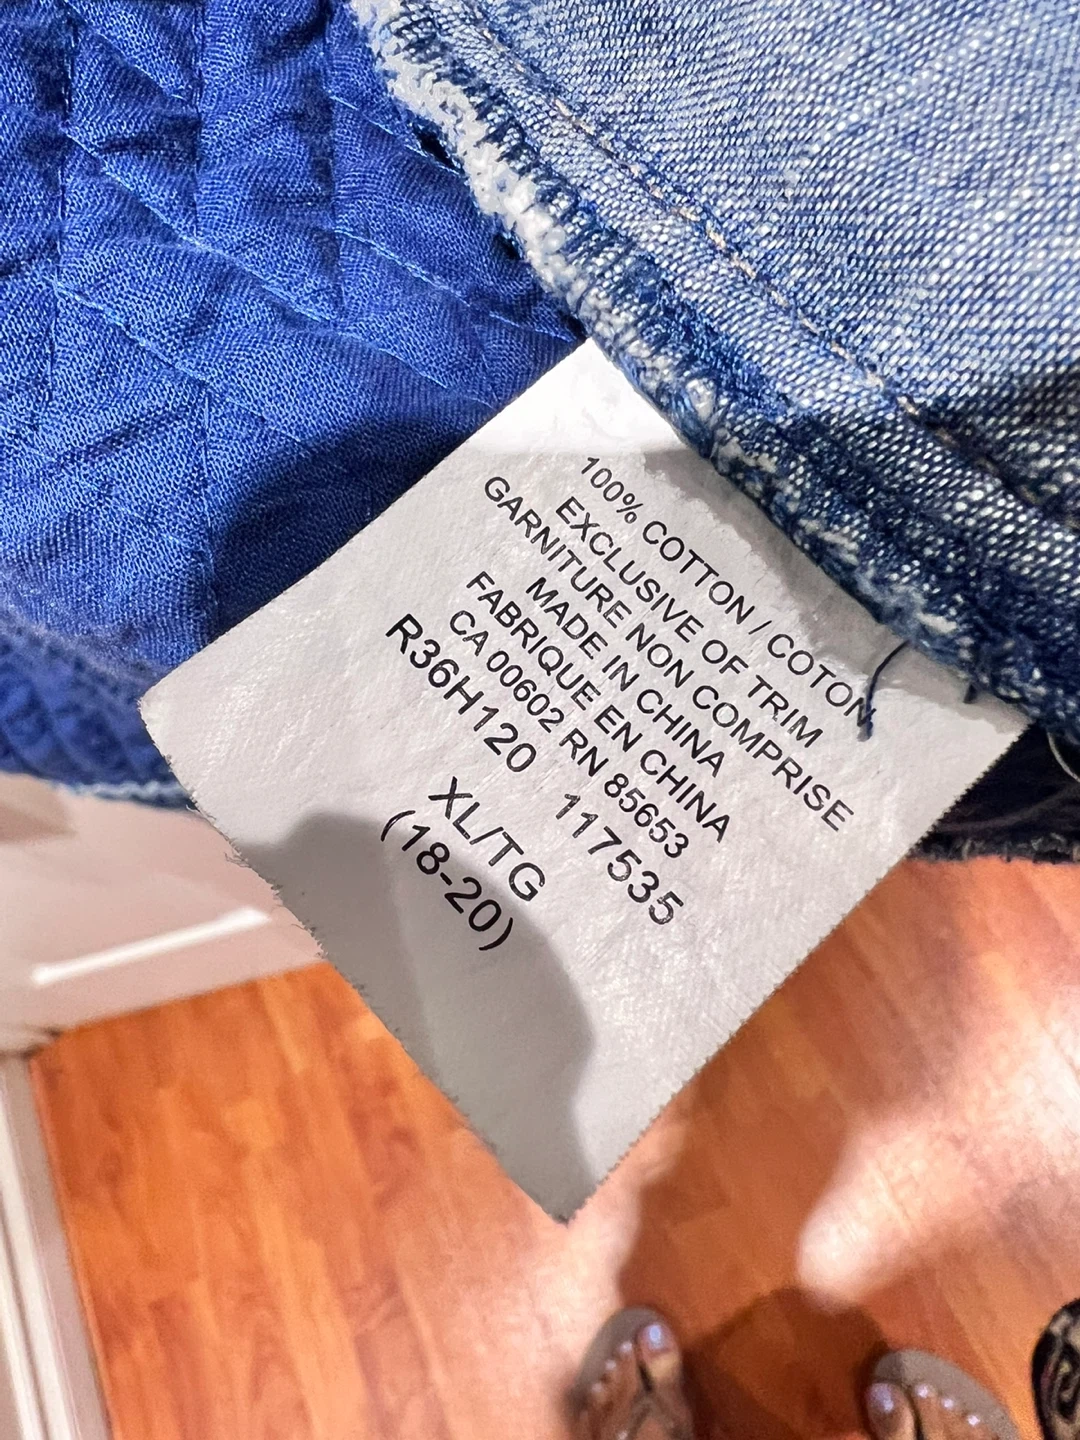 100% COTTON / COTON
EXCLUSIVE OF TRIM
GARNITURE NON COMPRISE
MADE IN CHINA
FABRIQUE EN CHINA
CA 00602 RN 85653
R36H120 117535
XL/TG
(18-20)